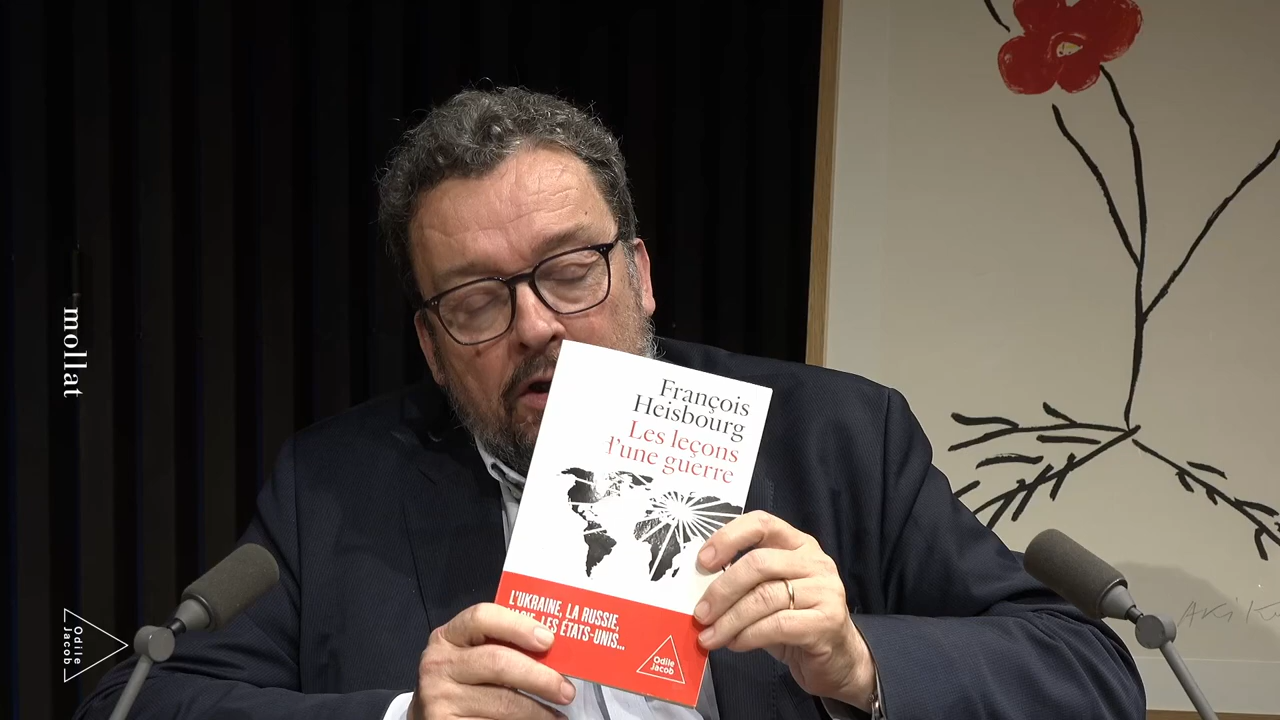 mollat
Odile
Jacob
François
Heisbourg
Les leçons
d'une guerre
L'UKRAINE, LA RUSSIE,
LES ÉTATS-UNIS...
Odile
Jacob